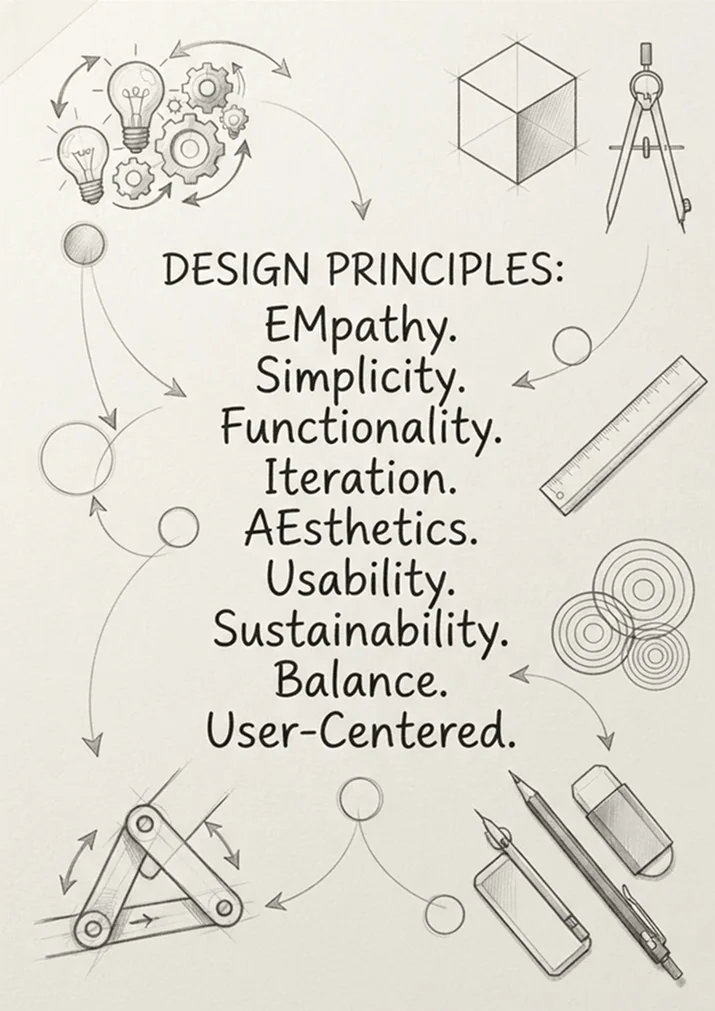 DESIGN PRINCIPLES:
EMpathy.
Simplicity.
Functionality.
Iteration.
AEsthetics.
Usability.
Sustainability.
Balance.
User-Centered.